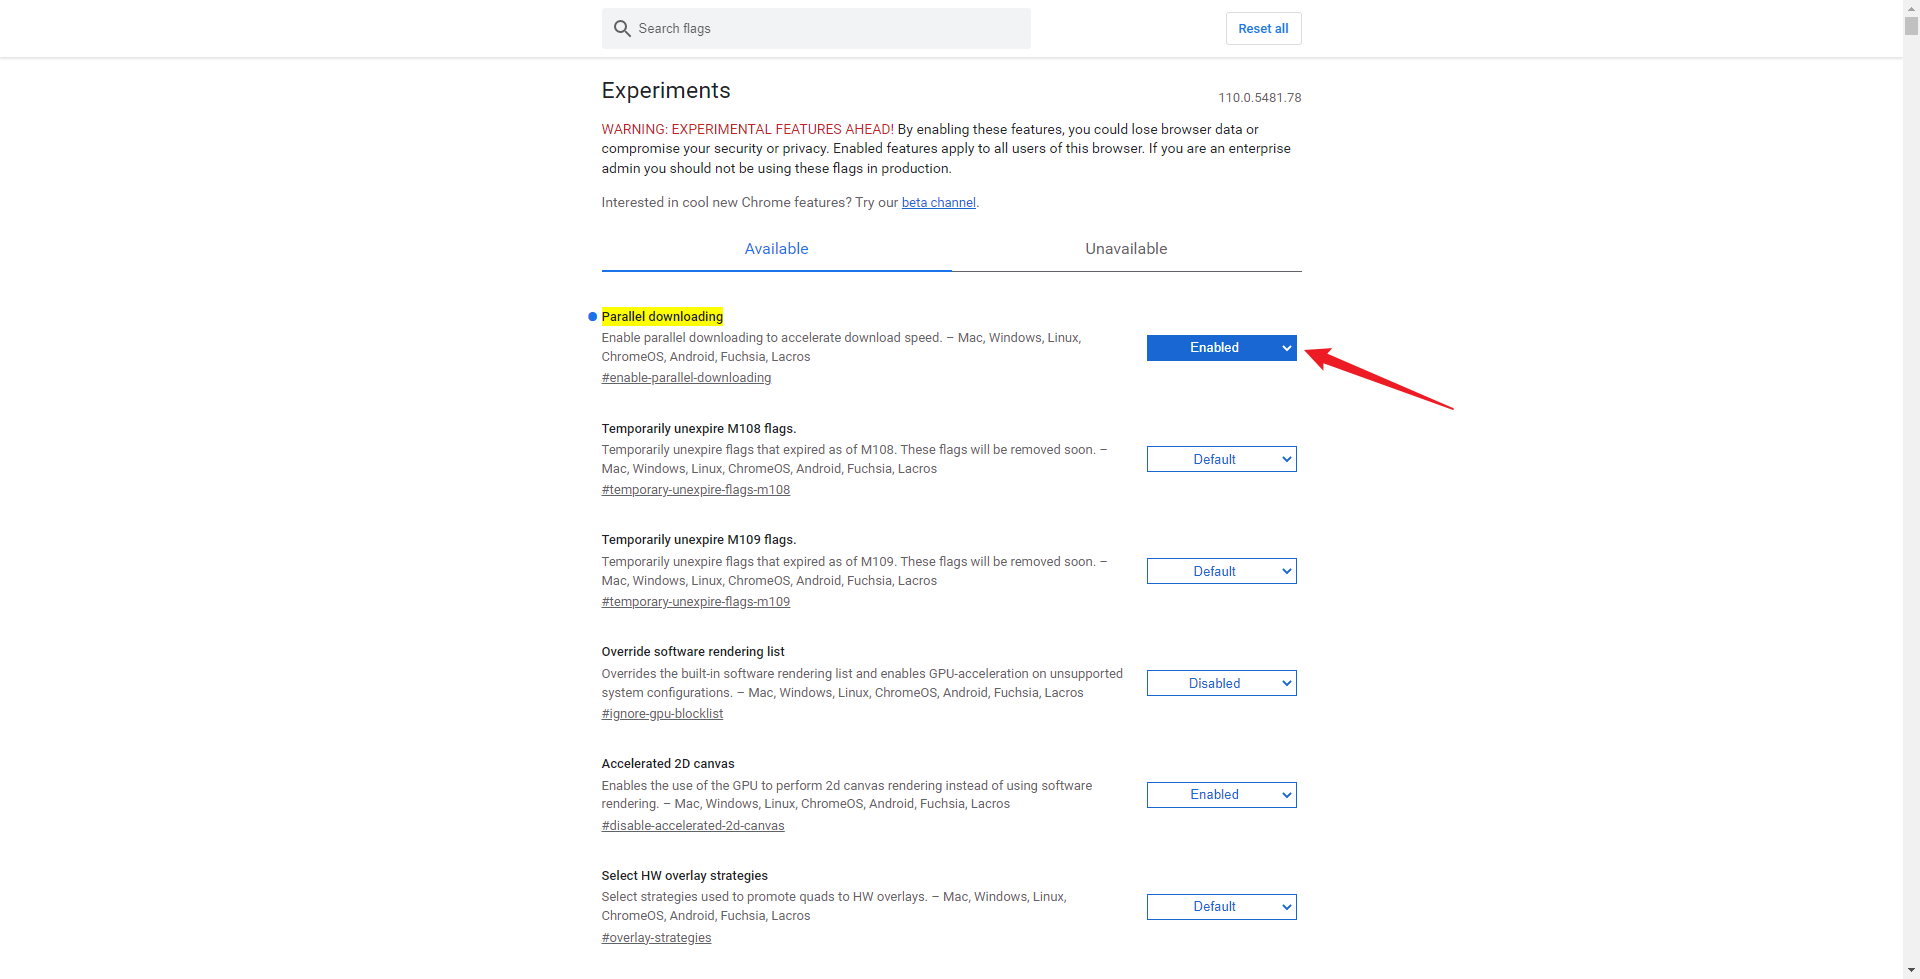 Search flags
Reset all
Experiments
110.0.5481.78
WARNING: EXPERIMENTAL FEATURES AHEAD! By enabling these features, you could lose browser data or
compromise your security or privacy. Enabled features apply to all users of this browser. If you are an enterprise
admin you should not be using these flags in production.
Interested in cool new Chrome features? Try our beta channel.
Available
Unavailable
Parallel downloading
Enable parallel downloading to accelerate download speed. – Mac, Windows, Linux,
ChromeOS, Android, Fuchsia, Lacros
#enable-parallel-downloading
Enabled
Temporarily unexpire M108 flags.
Temporarily unexpire flags that expired as of M108. These flags will be removed soon. –
Mac, Windows, Linux, ChromeOS, Android, Fuchsia, Lacros
#temporary-unexpire-flags-m108
Default
Temporarily unexpire M109 flags.
Temporarily unexpire flags that expired as of M109. These flags will be removed soon. –
Mac, Windows, Linux, ChromeOS, Android, Fuchsia, Lacros
#temporary-unexpire-flags-m109
Default
Override software rendering list
Overrides the built-in software rendering list and enables GPU-acceleration on unsupported
system configurations. – Mac, Windows, Linux, ChromeOS, Android, Fuchsia, Lacros
#ignore-gpu-blocklist
Disabled
Accelerated 2D canvas
Enables the use of the GPU to perform 2d canvas rendering instead of using software
rendering. – Mac, Windows, Linux, ChromeOS, Android, Fuchsia, Lacros
#disable-accelerated-2d-canvas
Enabled
Select HW overlay strategies
Select strategies used to promote quads to HW overlays. – Mac, Windows, Linux,
ChromeOS, Android, Fuchsia, Lacros
#overlay-strategies
Default